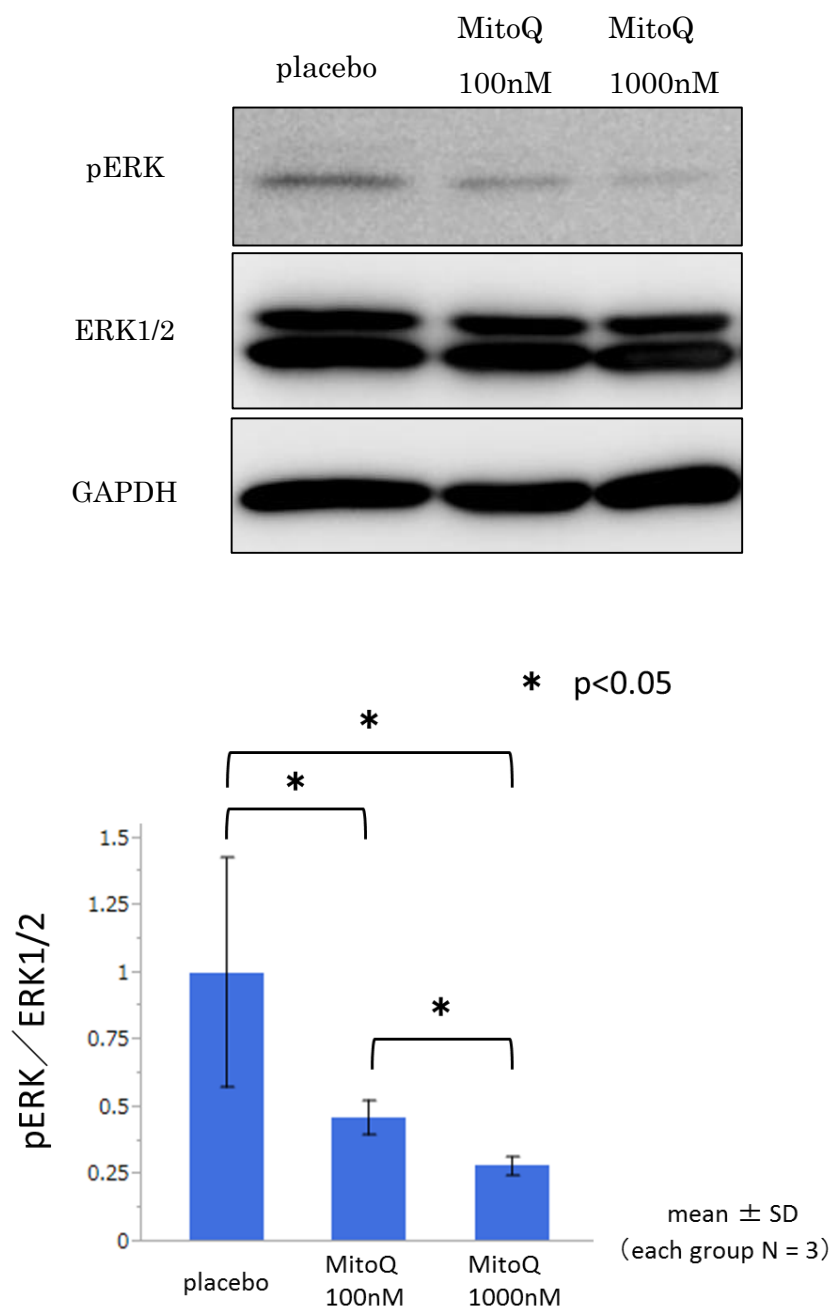 placebo
MitoQ
100nM
MitoQ
1000nM
pERK
ERK1/2
GAPDH
* p<0.05
*
*
*
pERK／ERK1/2
1.5
1.25
1
0.75
0.5
0.25
0
placebo
MitoQ
100nM
MitoQ
1000nM
mean ± SD
（each group N = 3）